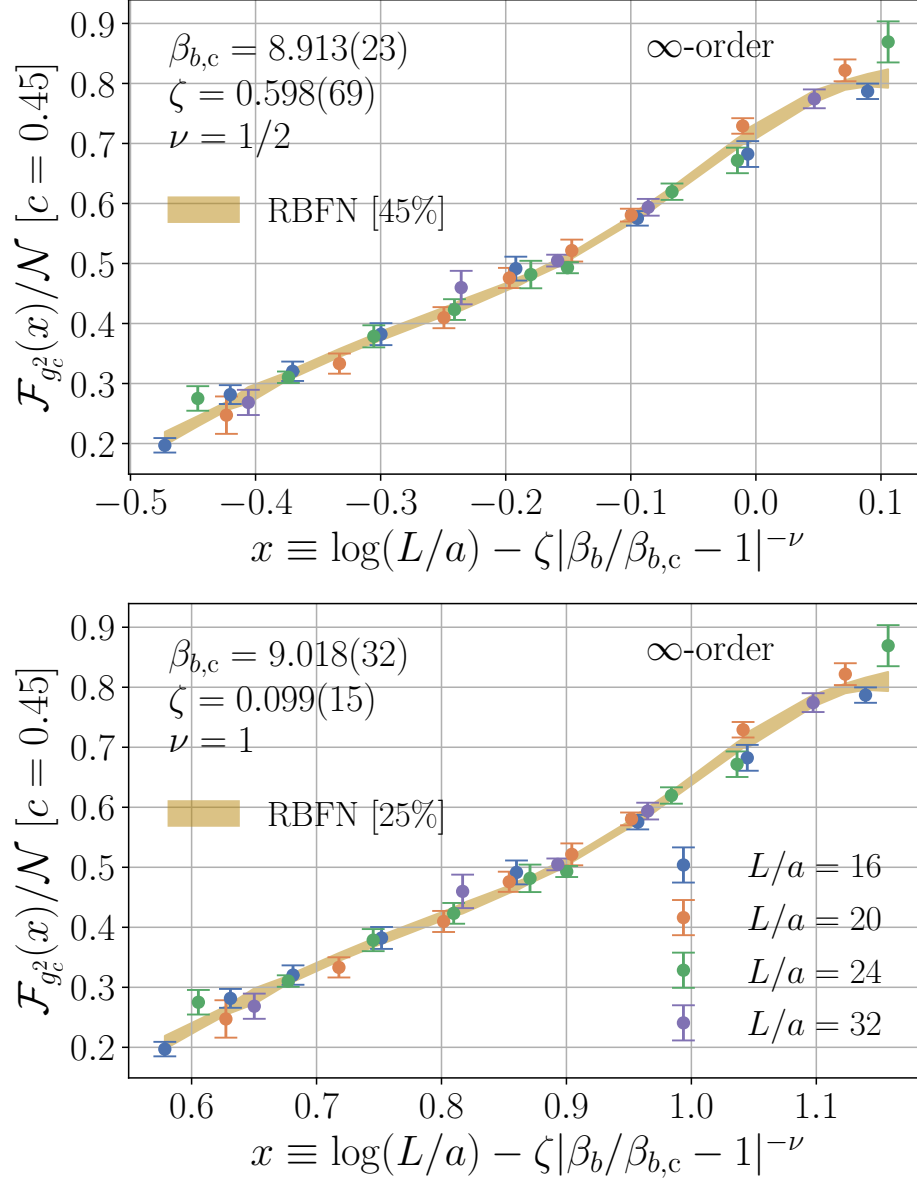 0.9
0.8
0.7
0.6
0.5
0.4
0.3
0.2
𝓕_{g_c^2}(x)/𝓝 [c = 0.45]
β_{b,c} = 8.913(23)
ζ = 0.598(69)
ν = 1/2
∞-order
RBFN [45%]
−0.5 −0.4 −0.3 −0.2 −0.1 0.0 0.1
x ≡ log(L/a) − ζ|β_b/β_{b,c} − 1|^{−ν}
0.9
0.8
0.7
0.6
0.5
0.4
0.3
0.2
𝓕_{g_c^2}(x)/𝓝 [c = 0.45]
β_{b,c} = 9.018(32)
ζ = 0.099(15)
ν = 1
∞-order
RBFN [25%]
L/a = 16
L/a = 20
L/a = 24
L/a = 32
0.6 0.7 0.8 0.9 1.0 1.1
x ≡ log(L/a) − ζ|β_b/β_{b,c} − 1|^{−ν}